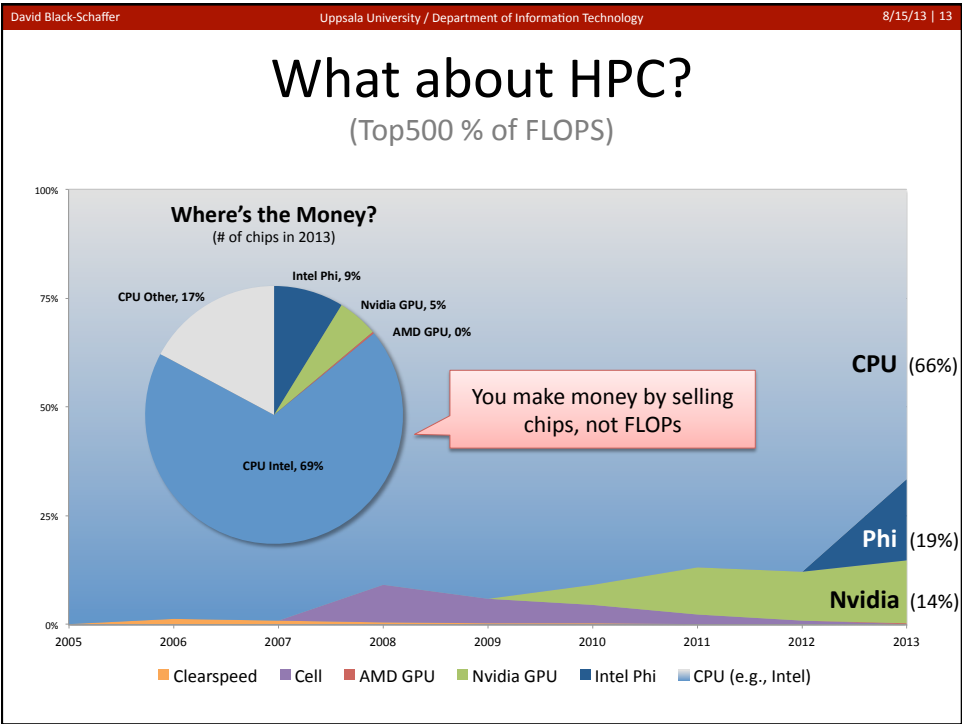 David Black-Schaffer
Uppsala University / Department of Information Technology
8/15/13 | 13
What about HPC?
(Top500 % of FLOPS)
100%
75%
50%
25%
0%
Where's the Money?
(# of chips in 2013)
Intel Phi, 9%
CPU Other, 17%
Nvidia GPU, 5%
AMD GPU, 0%
CPU Intel, 69%
You make money by selling
chips, not FLOPs
CPU (66%)
Phi (19%)
Nvidia (14%)
2005 2006 2007 2008 2009 2010 2011 2012 2013
Clearspeed Cell AMD GPU Nvidia GPU Intel Phi CPU (e.g., Intel)